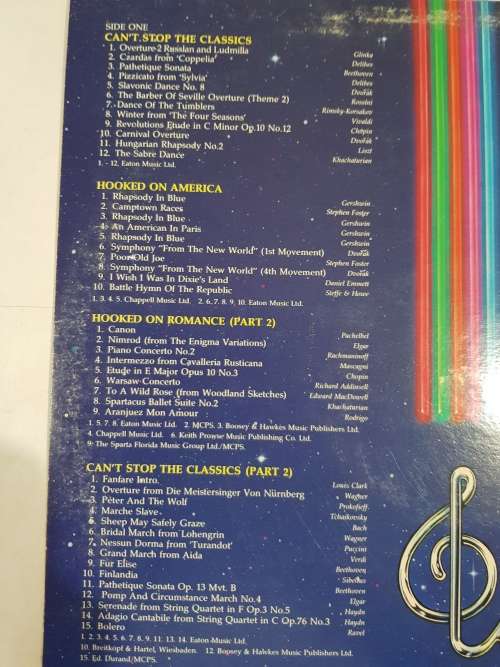 SIDE ONE
CAN'T STOP THE CLASSICS
1. Overture-2 Russian and Ludmilla Glinka
2. Czardas from 'Coppelia' Delibes
3. Pathetique Sonata Beethoven
4. Pizzicato from 'Sylvia' Delibes
5. Slavonic Dance No. 8 Dvořák
6. The Barber Of Seville Overture (Theme 2) Rossini
7. Dance Of The Tumblers Rimsky-Korsakov
8. Winter from 'The Four Seasons' Vivaldi
9. Revolutions Etude in C Minor Op.10 No.12 Chopin
10. Carnival Overture Dvořák
11. Hungarian Rhapsody No.2 Liszt
12. The Sabre Dance Khachaturian
1. - 12. Eaton Music Ltd.
HOOKED ON AMERICA
1. Rhapsody In Blue Gershwin
2. Camptown Races Stephen Foster
3. Rhapsody In Blue Gershwin
4. An American In Paris Gershwin
5. Rhapsody In Blue Gershwin
6. Symphony "From The New World" (1st Movement) Dvořák
7. Poor Old Joe Stephen Foster
8. Symphony "From The New World" (4th Movement) Dvořák
9. I Wish I Was In Dixie's Land Daniel Emmett
10. Battle Hymn Of The Republic Steffe & Howe
1. 3. 4. 5. Chappell Music Ltd. 2. 6. 7. 8. 9. 10. Eaton Music Ltd.
HOOKED ON ROMANCE (PART 2)
1. Canon Pachelbel
2. Nimrod (from The Enigma Variations) Elgar
3. Piano Concerto No.2 Rachmaninoff
4. Intermezzo from Cavalleria Rusticana Mascagni
5. Etude in E Major Opus 10 No.3 Chopin
6. Warsaw Concerto Richard Addinsell
7. To A Wild Rose (from Woodland Sketches) Edward MacDowell
8. Spartacus Ballet Suite No.2 Khachaturian
9. Aranjuez Mon Amour Rodrigo
1. 5. 7. 8. Eaton Music Ltd. 2. MCPS. 3. Boosey & Hawkes Music Publishers Ltd.
4. Chappell Music Ltd. 6. Keith Prowse Music Publishing Co. Ltd.
9. The Sparta Florida Music Group Ltd./MCPS.
CAN'T STOP THE CLASSICS (PART 2)
1. Fanfare Intro. Louis Clark
2. Overture from Die Meistersinger Von Nürnberg Wagner
3. Peter And The Wolf Prokofieff
4. Marche Slave Tchaikovsky
5. Sheep May Safely Graze Bach
6. Bridal March from Lohengrin Wagner
7. Nessun Dorma from 'Turandot' Puccini
8. Grand March from Aida Verdi
9. Für Elise Beethoven
10. Finlandia Sibelius
11. Pathetique Sonata Op. 13 Mvt. B Beethoven
12. Pomp And Circumstance March No.4 Elgar
13. Serenade from String Quartet in F Op.3 No.5 Haydn
14. Adagio Cantabile from String Quartet in C Op.76 No.3 Haydn
15. Bolero Ravel
1. 2. 3. 4. 5. 6. 7. 8. 9. 11. 13. 14. Eaton Music Ltd.
10. Breitkopf & Hartel, Wiesbaden. 12. Boosey & Hawkes Music Publishers Ltd.
15. Ed. Durand/MCPS.